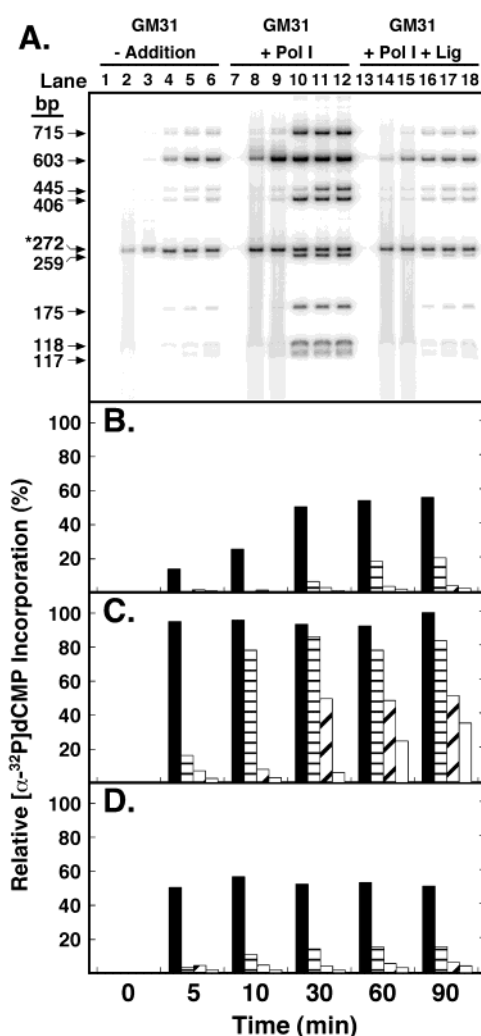 A.
GM31 GM31 GM31
- Addition + Pol I + Pol I + Lig
Lane 1 2 3 4 5 6 7 8 9 10 11 12 13 14 15 16 17 18
bp
715
603
445
406
*272
259
175
118
117
B.
100
80
60
40
20
C.
100
80
60
40
20
D.
100
80
60
40
20
Relative [α-³²P]dCMP Incorporation (%)
0 5 10 30 60 90
Time (min)